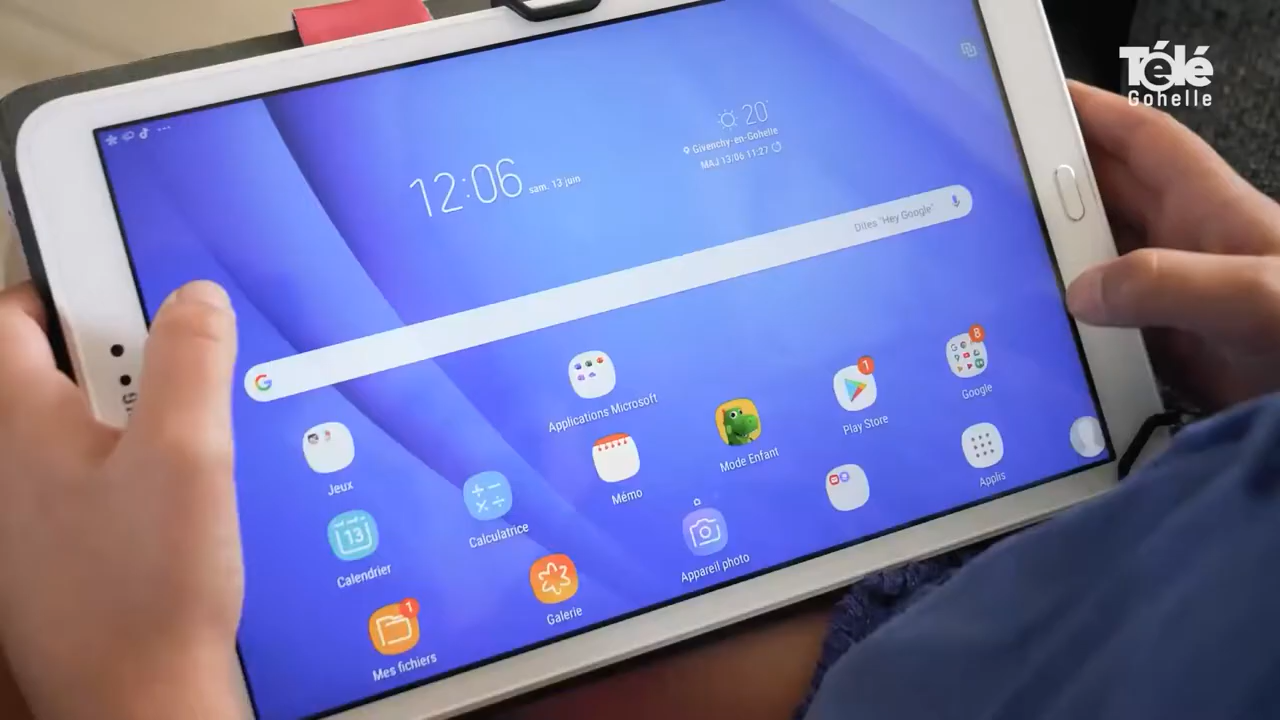 Télé
Gohelle
20°
Givenchy-en-Gohelle
MAJ 13/06 11:27
12:06 sam. 13 juin
Dites "Hey Google"
G
8
Google
1
Play Store
Applications Microsoft
Mode Enfant
Jeux
Mémo
Applis
13
Calendrier
Calculatrice
Appareil photo
Galerie
1
Mes fichiers